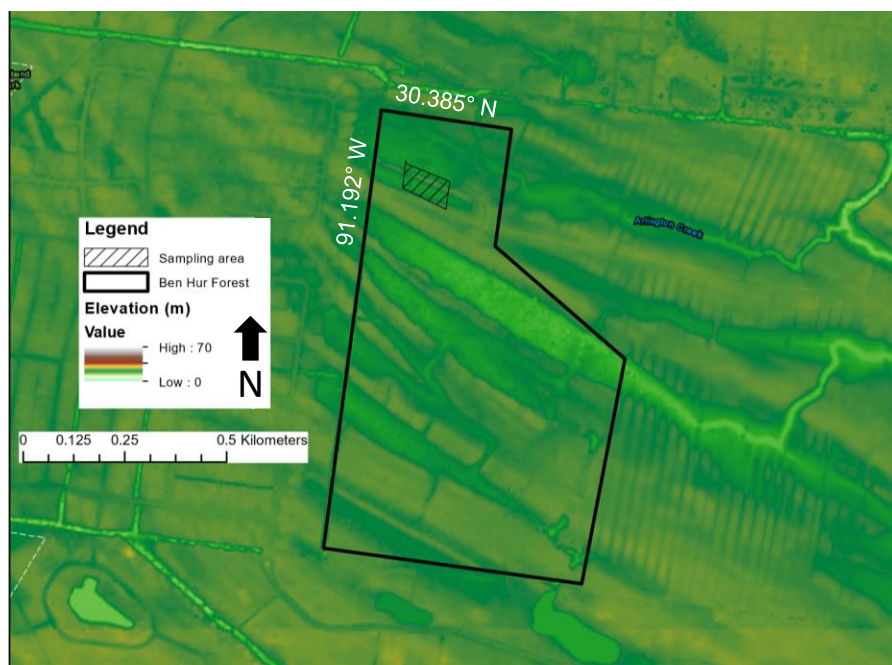 30.385° N
91.192° W
Arlington Creek
Legend
Sampling area
Ben Hur Forest
Elevation (m)
Value
High : 70
Low : 0
N
0 0.125 0.25 0.5 Kilometers